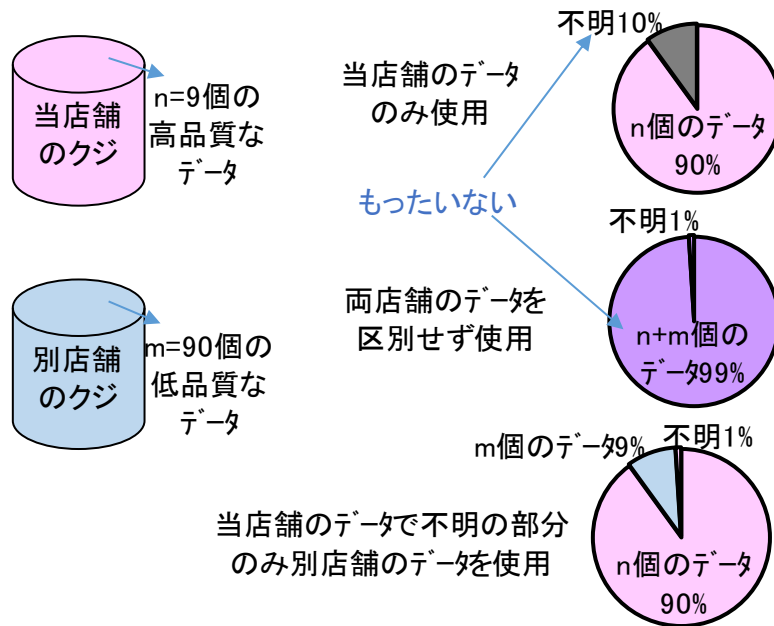 当店舗
のクジ
n=9個の
高品質な
データ
当店舗のデータ
のみ使用
不明10%
n個のデータ
90%
もったいない
別店舗
のクジ
m=90個の
低品質な
データ
両店舗のデータを
区別せず使用
不明1%
n+m個の
データ99%
当店舗のデータで不明の部分
のみ別店舗のデータを使用
m個のデータ9%
不明1%
n個のデータ
90%